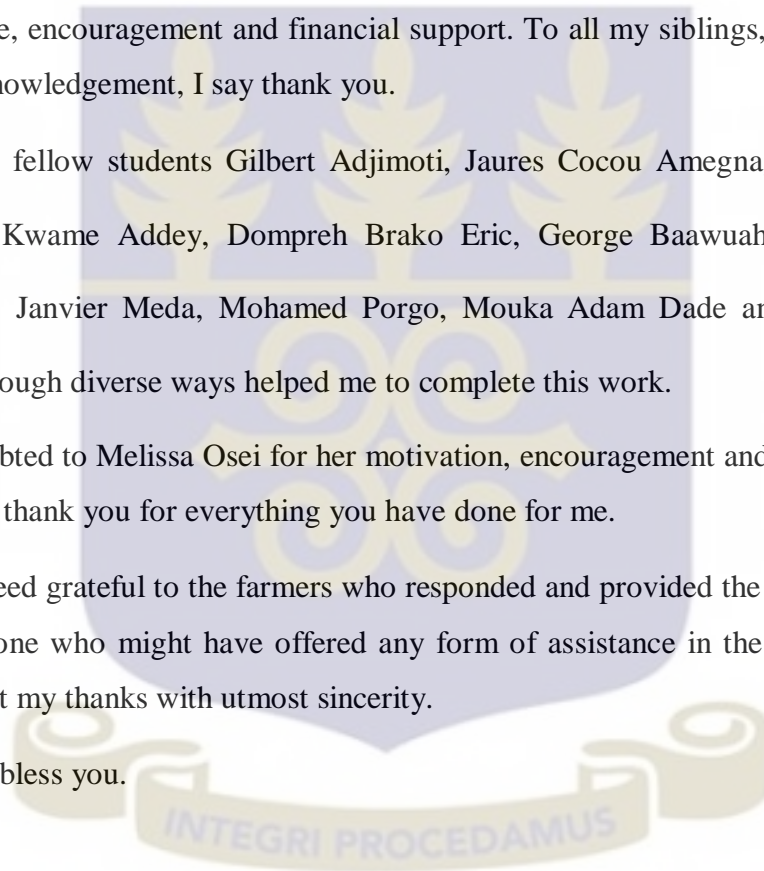 e, encouragement and financial support. To all my siblings,
nowledgement, I say thank you.
fellow students Gilbert Adjimoti, Jaures Cocou Amegna
Kwame Addey, Dompreh Brako Eric, George Baawuah
Janvier Meda, Mohamed Porgo, Mouka Adam Dade an
ough diverse ways helped me to complete this work.
bted to Melissa Osei for her motivation, encouragement and
thank you for everything you have done for me.
eed grateful to the farmers who responded and provided the
one who might have offered any form of assistance in the
t my thanks with utmost sincerity.
bless you.
INTEGRI PROCEDAMUS